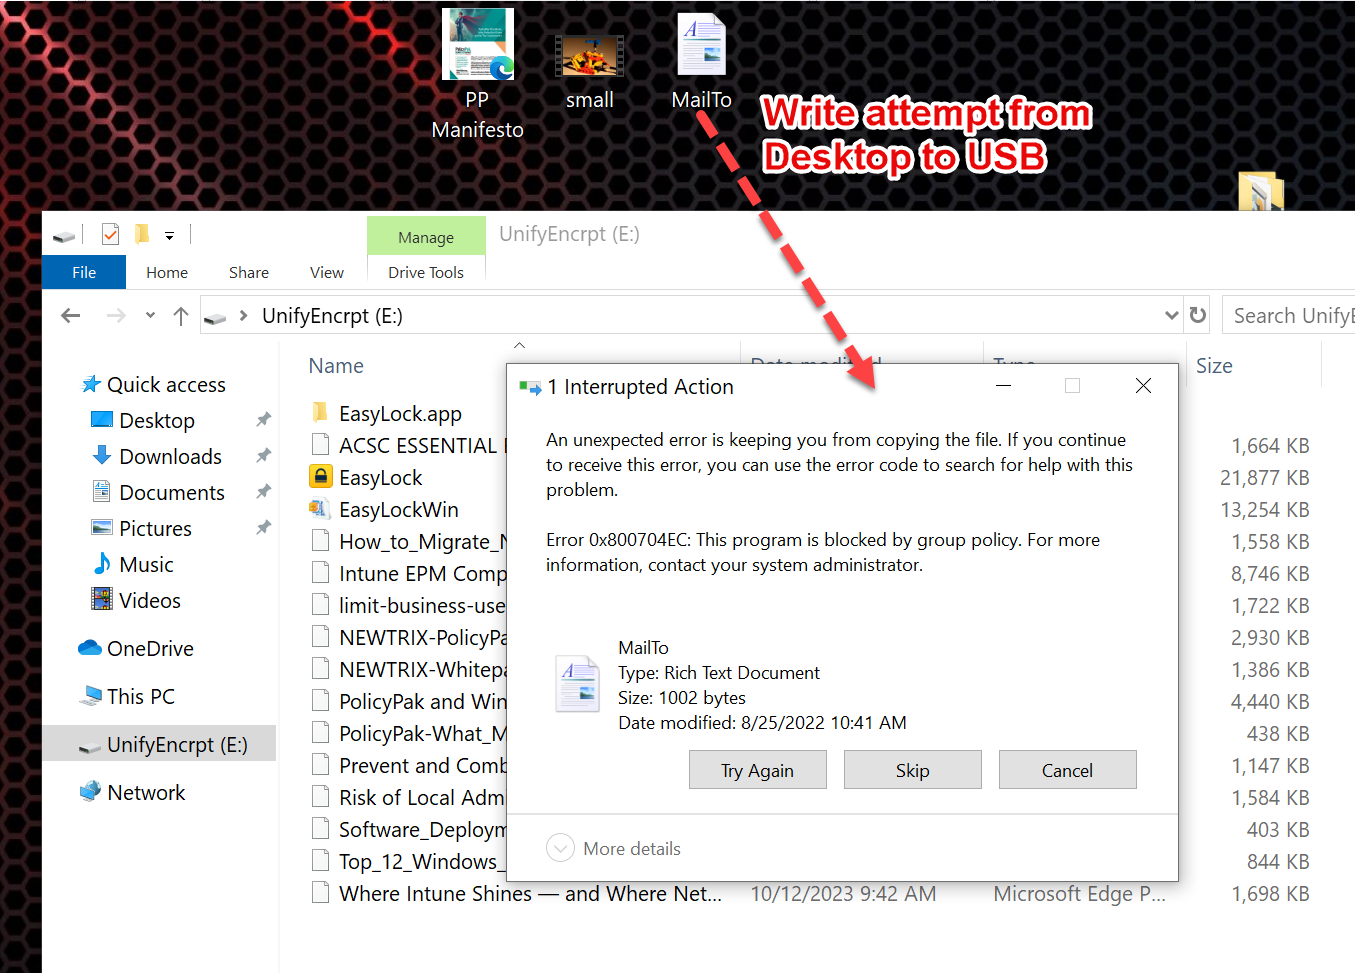 PP
Manifesto
small
MailTo
Write attempt from
Desktop to USB
Manage
UnifyEncrpt (E:)
File
Home
Share
View
Drive Tools
UnifyEncrpt (E:)
Search Unify
Name
Date modified
Type
Size
Quick access
Desktop
Downloads
Documents
Pictures
Music
Videos
OneDrive
This PC
UnifyEncrpt (E:)
Network
EasyLock.app
ACSC ESSENTIAL 1,664 KB
EasyLock 21,877 KB
EasyLockWin 13,254 KB
How_to_Migrate_ 1,558 KB
Intune EPM Comp 8,746 KB
limit-business-use 1,722 KB
NEWTRIX-PolicyPa 2,930 KB
NEWTRIX-Whitepa 1,386 KB
PolicyPak and Win 4,440 KB
PolicyPak-What_M 438 KB
Prevent and Comb 1,147 KB
Risk of Local Adm 1,584 KB
Software_Deploym 403 KB
Top_12_Windows_ 844 KB
Where Intune Shines — and Where Net... 10/12/2023 9:42 AM Microsoft Edge P... 1,698 KB
1 Interrupted Action
An unexpected error is keeping you from copying the file. If you continue
to receive this error, you can use the error code to search for help with this
problem.
Error 0x800704EC: This program is blocked by group policy. For more
information, contact your system administrator.
MailTo
Type: Rich Text Document
Size: 1002 bytes
Date modified: 8/25/2022 10:41 AM
Try Again
Skip
Cancel
More details